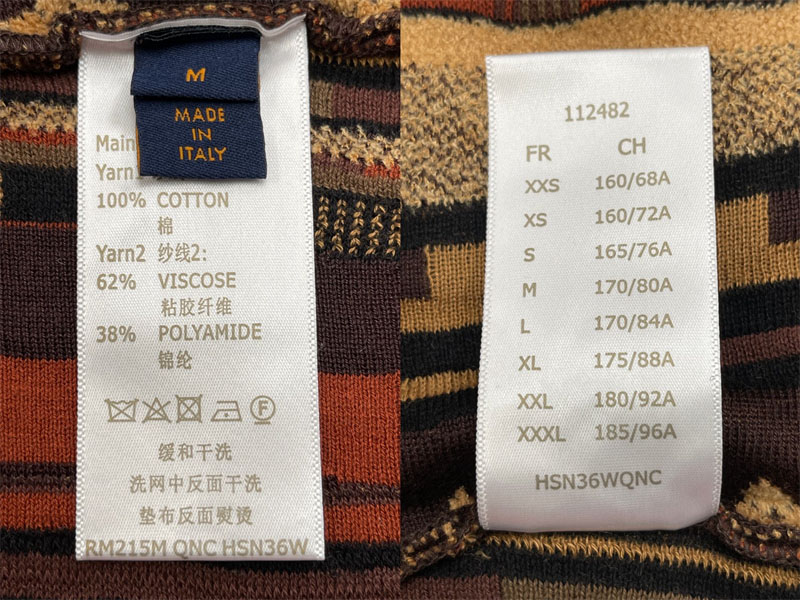 M
MADE
IN
ITALY
Main
Yarn1
100% COTTON
棉
Yarn2 纱线2:
62% VISCOSE
粘胶纤维
38% POLYAMIDE
锦纶
F
缓和干洗
洗网中反面干洗
垫布反面熨烫
RM215M QNC HSN36W
112482
FR CH
XXS 160/68A
XS 160/72A
S 165/76A
M 170/80A
L 170/84A
XL 175/88A
XXL 180/92A
XXXL 185/96A
HSN36WQNC